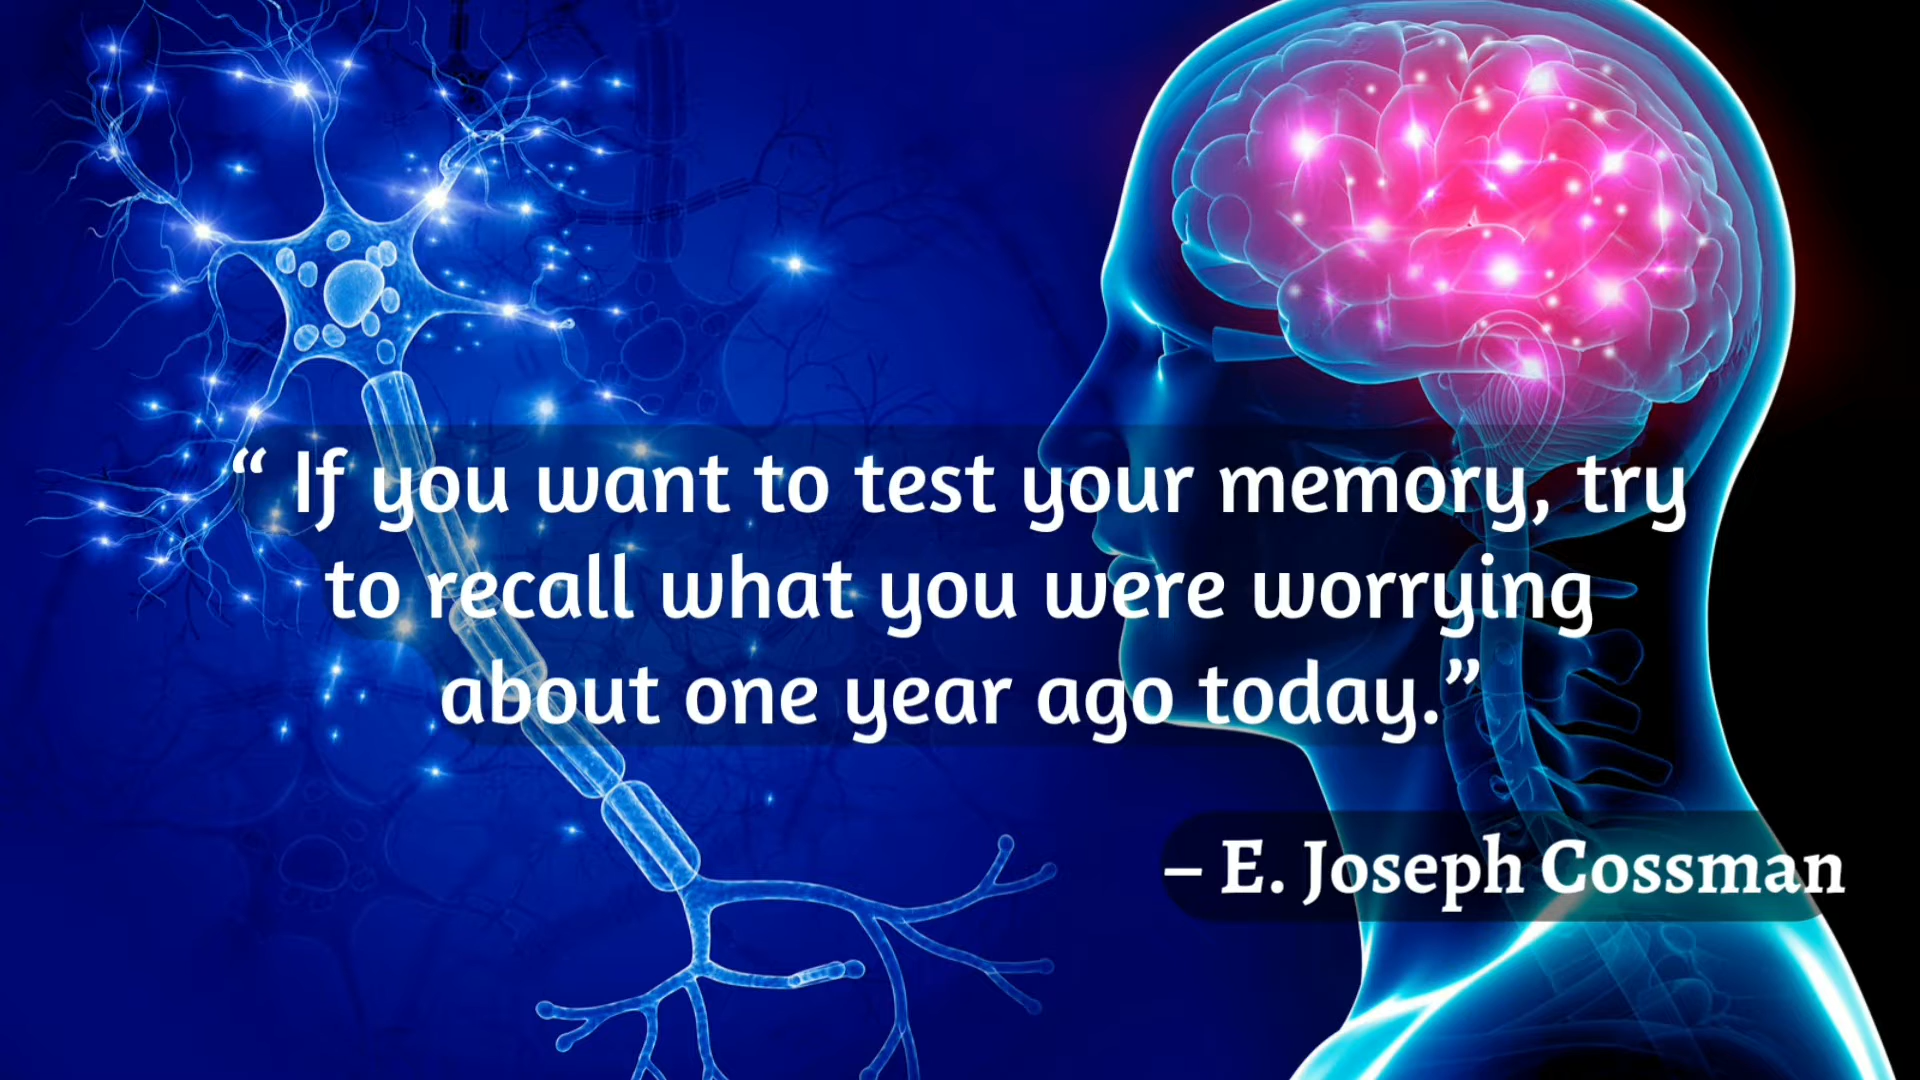 “ If you want to test your memory, try
to recall what you were worrying
about one year ago today.”
– E. Joseph Cossman